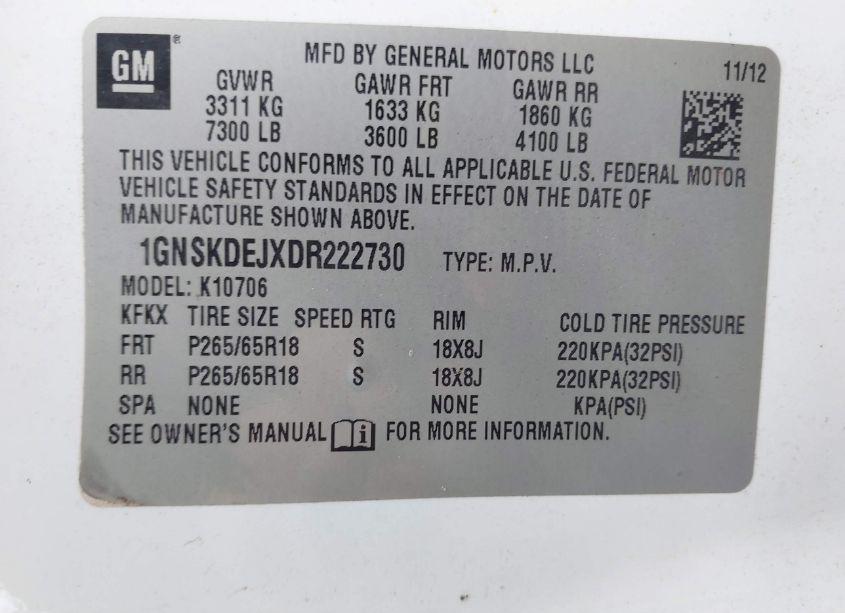 GM
MFD BY GENERAL MOTORS LLC 11/12
GVWR GAWR FRT GAWR RR
3311 KG 1633 KG 1860 KG
7300 LB 3600 LB 4100 LB
THIS VEHICLE CONFORMS TO ALL APPLICABLE U.S. FEDERAL MOTOR
VEHICLE SAFETY STANDARDS IN EFFECT ON THE DATE OF
MANUFACTURE SHOWN ABOVE.
1GNSKDEJXDR222730 TYPE: M.P.V.
MODEL: K10706
KFKX TIRE SIZE SPEED RTG RIM COLD TIRE PRESSURE
FRT P265/65R18 S 18X8J 220KPA(32PSI)
RR P265/65R18 S 18X8J 220KPA(32PSI)
SPA NONE NONE KPA(PSI)
SEE OWNER'S MANUAL i FOR MORE INFORMATION.